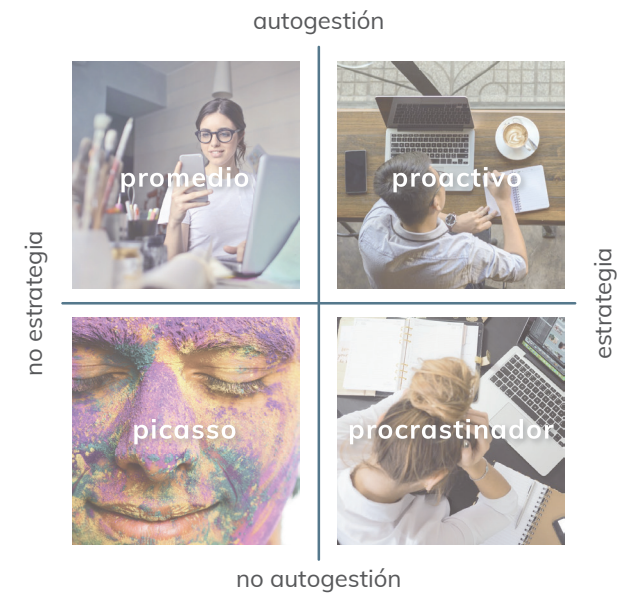 autogestión
promedio
proactivo
no estrategia
estrategia
picasso
procrastinador
no autogestión